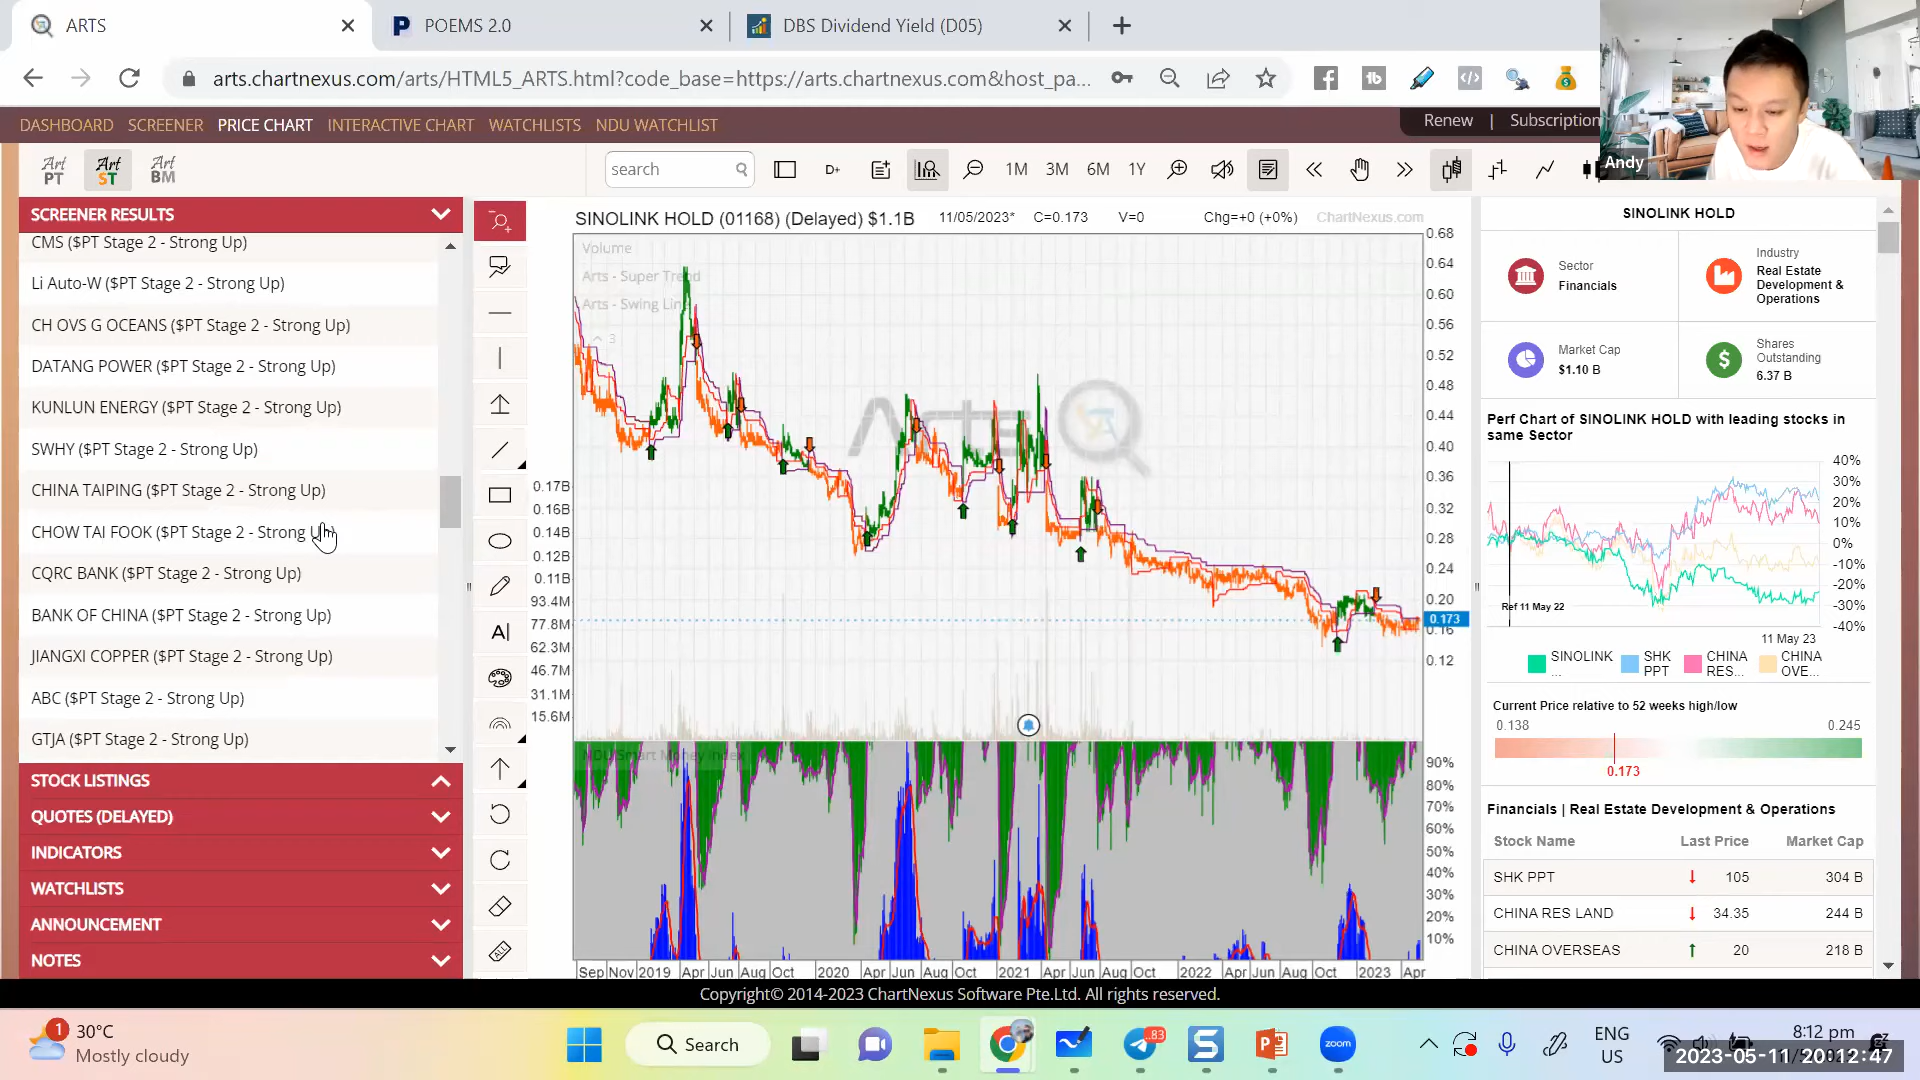 ARTS
POEMS 2.0
DBS Dividend Yield (D05)
arts.chartnexus.com/arts/HTML5_ARTS.html?code_base=https://arts.chartnexus.com&host_pa...
DASHBOARD SCREENER PRICE CHART INTERACTIVE CHART WATCHLISTS NDU WATCHLIST
Renew | Subscription
Andy
Art PT
Art ST
Art BM
search
D+
1M 3M 6M 1Y
SCREENER RESULTS
CMS ($PT Stage 2 - Strong Up)
Li Auto-W ($PT Stage 2 - Strong Up)
CH OVS G OCEANS ($PT Stage 2 - Strong Up)
DATANG POWER ($PT Stage 2 - Strong Up)
KUNLUN ENERGY ($PT Stage 2 - Strong Up)
SWHY ($PT Stage 2 - Strong Up)
CHINA TAIPING ($PT Stage 2 - Strong Up)
CHOW TAI FOOK ($PT Stage 2 - Strong Up)
CQRC BANK ($PT Stage 2 - Strong Up)
BANK OF CHINA ($PT Stage 2 - Strong Up)
JIANGXI COPPER ($PT Stage 2 - Strong Up)
ABC ($PT Stage 2 - Strong Up)
GTJA ($PT Stage 2 - Strong Up)
STOCK LISTINGS
QUOTES (DELAYED)
INDICATORS
WATCHLISTS
ANNOUNCEMENT
NOTES
A|
SINOLINK HOLD (01168) (Delayed) $1.1B 11/05/2023* C=0.173 V=0 Chg=+0 (+0%) ChartNexus.com
Volume
Arts - Super Trend
Arts - Swing Line
3
Arts
0.68
0.64
0.60
0.56
0.52
0.48
0.44
0.40
0.36
0.32
0.28
0.24
0.20
0.173
0.16
0.12
0.17B
0.16B
0.14B
0.12B
0.11B
93.4M
77.8M
62.3M
46.7M
31.1M
15.6M
NDU Smart Money Index
90%
80%
70%
60%
50%
40%
30%
20%
10%
Sep Nov 2019 Apr Jun Aug Oct 2020 Apr Jun Aug Oct 2021 Apr Jun Aug Oct 2022 Apr Jun Aug Oct 2023 Apr
SINOLINK HOLD
Sector
Financials
Industry
Real Estate
Development &
Operations
Market Cap
$1.10 B
Shares
Outstanding
6.37 B
Perf Chart of SINOLINK HOLD with leading stocks in
same Sector
40%
30%
20%
10%
0%
-10%
-20%
-30%
-40%
Ref 11 May 22
11 May 23
SINOLINK
...
SHK
PPT
CHINA
RES...
CHINA
OVE...
Current Price relative to 52 weeks high/low
0.138 0.245
0.173
Financials | Real Estate Development & Operations
Stock Name Last Price Market Cap
SHK PPT 105 304 B
CHINA RES LAND 34.35 244 B
CHINA OVERSEAS 20 218 B
Copyright© 2014-2023 ChartNexus Software Pte.Ltd. All rights reserved.
1
30°C
Mostly cloudy
Search
83
zoom
ENG
US
8:12 pm
2023-05-11 20:12:47